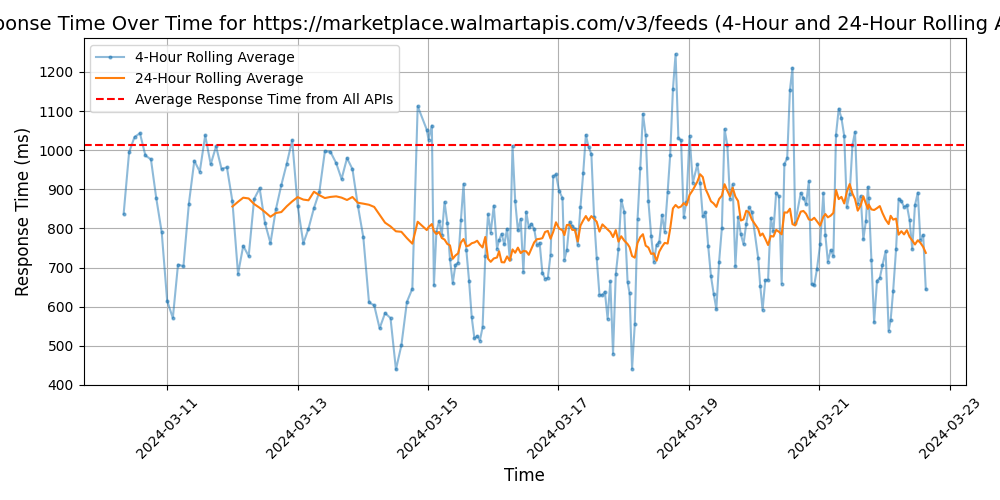 ponse Time Over Time for https://marketplace.walmartapis.com/v3/feeds (4-Hour and 24-Hour Rolling A
4-Hour Rolling Average
24-Hour Rolling Average
Average Response Time from All APIs
Response Time (ms)
1200
1100
1000
900
800
700
600
500
400
2024-03-11
2024-03-13
2024-03-15
2024-03-17
2024-03-19
2024-03-21
2024-03-23
Time